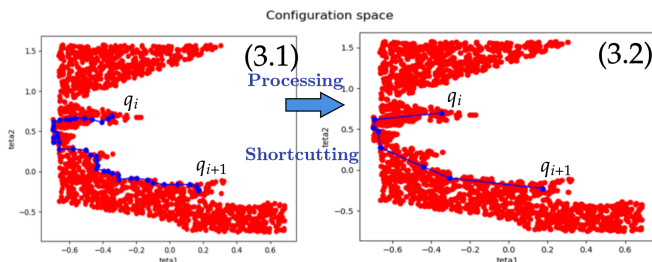 Configuration space
(3.1)
(3.2)
Processing
Shortcutting
q_i
q_{i+1}
q_i
q_{i+1}
teta2
1.5
1.0
0.5
0.0
−0.5
−0.6 −0.4 −0.2 0.0 0.2 0.4 0.6
teta1
teta2
1.5
1.0
0.5
0.0
−0.5
−0.6 −0.4 −0.2 0.0 0.2 0.4 0.6
teta1